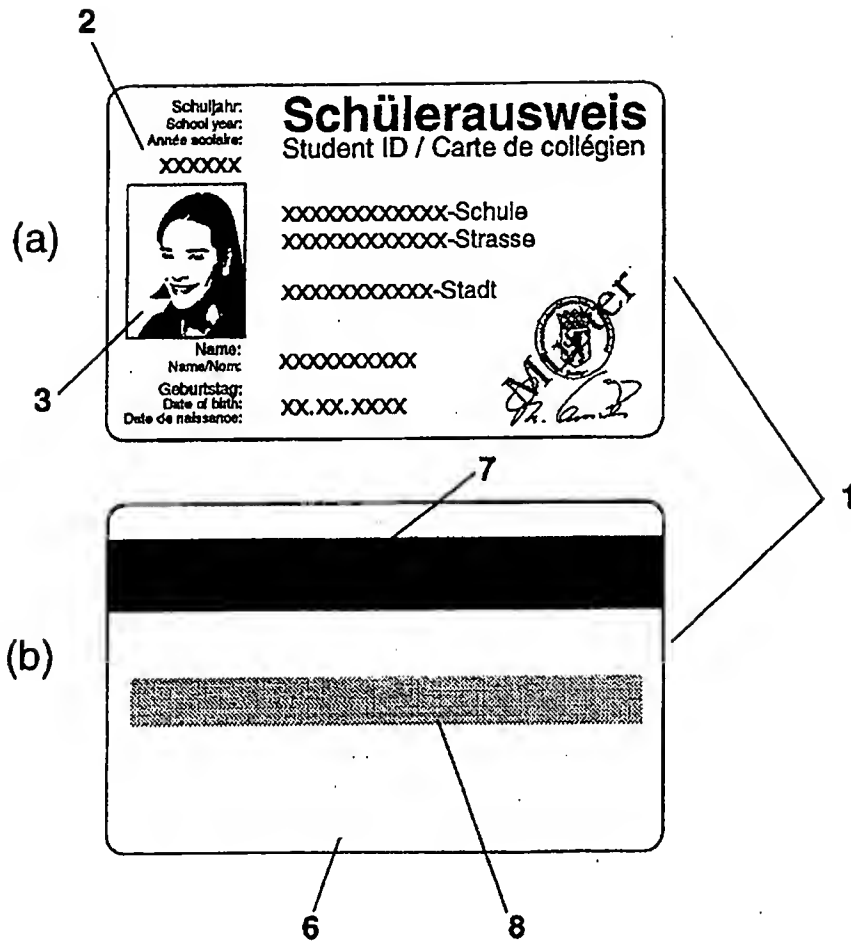 2
Schuljahr:
School year:
Année scolaire:
XXXXXX
Schülerausweis
Student ID / Carte de collégien
(a)
XXXXXXXXXXXX-Schule
XXXXXXXXXXXX-Strasse
XXXXXXXXXXX-Stadt
Muster
3
Name:
Name/Nom:
XXXXXXXXXX
Geburtstag:
Date of birth:
Date de naissance:
XX.XX.XXXX
7
1
(b)
6
8